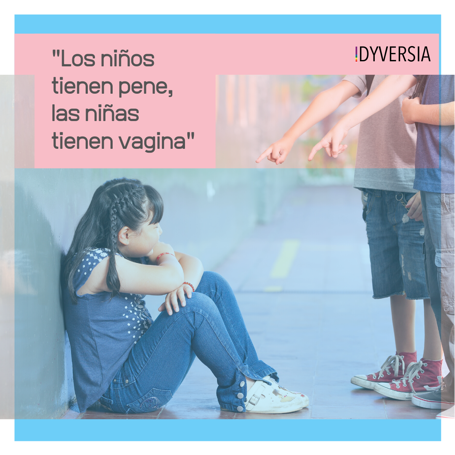 "Los niños
tienen pene,
las niñas
tienen vagina"
!DYVERSIA